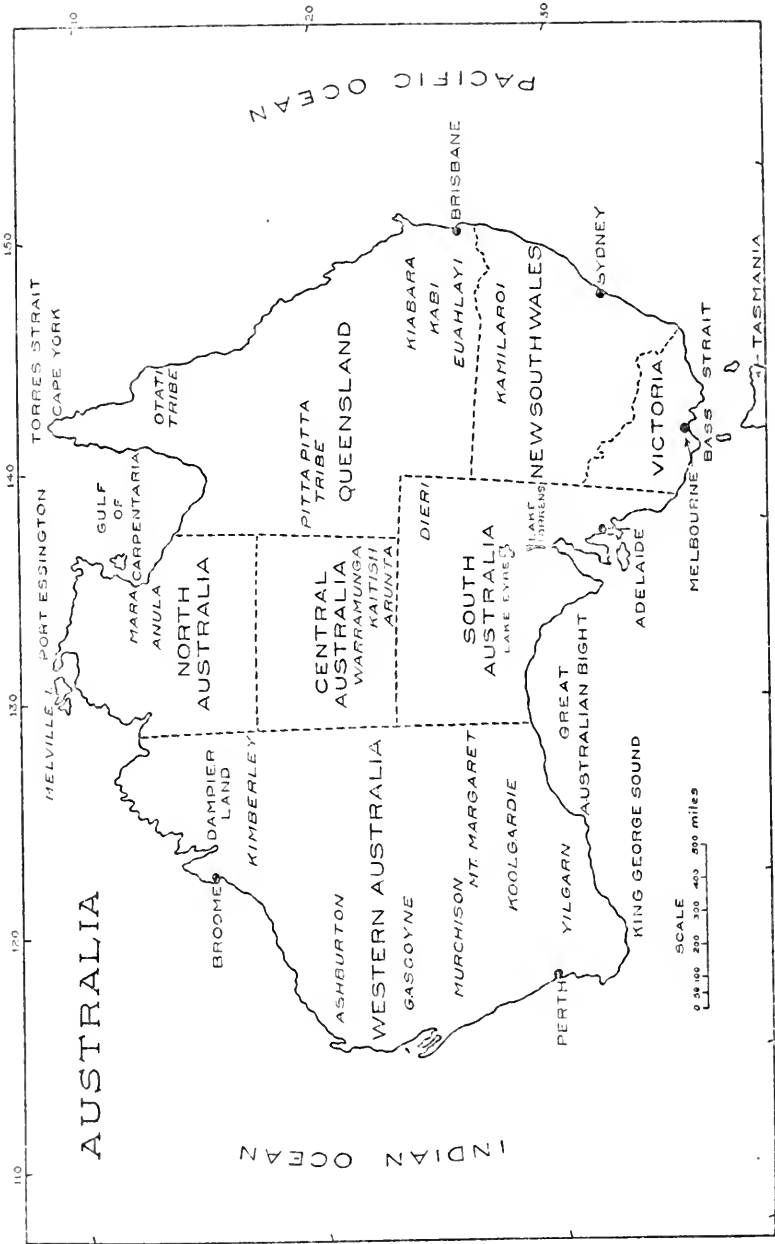 AUSTRALIA
110
120
130
140
150
10
20
30
INDIAN OCEAN
PACIFIC OCEAN
TORRES STRAIT
CAPE YORK
MELVILLE I.
PORT ESSINGTON
GULF
OF
CARPENTARIA
OTATI
TRIBE
MARA
ANULA
NORTH
AUSTRALIA
BROOME
DAMPIER
LAND
KIMBERLEY
PITTA PITTA
TRIBE
QUEENSLAND
CENTRAL
AUSTRALIA
WARRAMUNGA
KAITISH
ARUNTA
ASHBURTON
WESTERN AUSTRALIA
GASCOYNE
KIABARA
KABI
EUAHLAYI
BRISBANE
DIERI
MURCHISON
MT. MARGARET
KOOLGARDIE
SOUTH
AUSTRALIA
LAKE EYRE
LAKE
TORRENS
KAMILAROI
NEW SOUTH WALES
SYDNEY
PERTH
YILGARN
GREAT
AUSTRALIAN BIGHT
KING GEORGE SOUND
ADELAIDE
VICTORIA
MELBOURNE
BASS STRAIT
TASMANIA
SCALE
0 50 100 200 300 400 500 miles